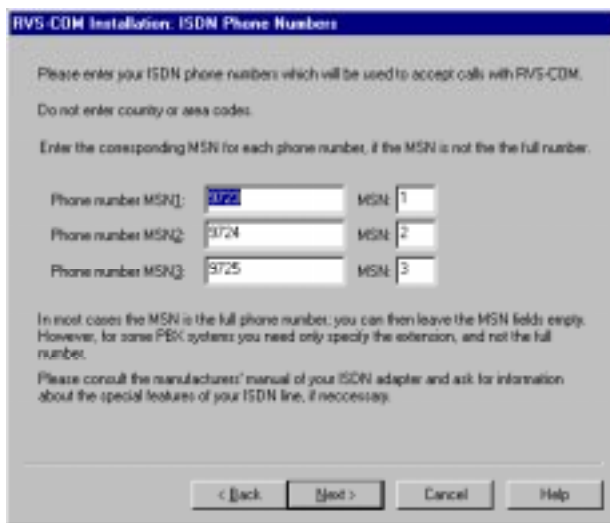 RVS-COM Installation: ISDN Phone Numbers
Please enter your ISDN phone numbers which will be used to accept calls with RVS-COM.
Do not enter country or area codes.
Enter the corresponding MSN for each phone number, if the MSN is not the the full number.
Phone number MSN1: 9723 MSN: 1
Phone number MSN2: 9724 MSN: 2
Phone number MSN3: 9725 MSN: 3
In most cases the MSN is the full phone number; you can then leave the MSN fields empty.
However, for some PBX systems you need only specify the extension, and not the full
number.
Please consult the manufacturers' manual of your ISDN adapter and ask for information
about the special features of your ISDN line, if neccessary.
< Back Next > Cancel Help